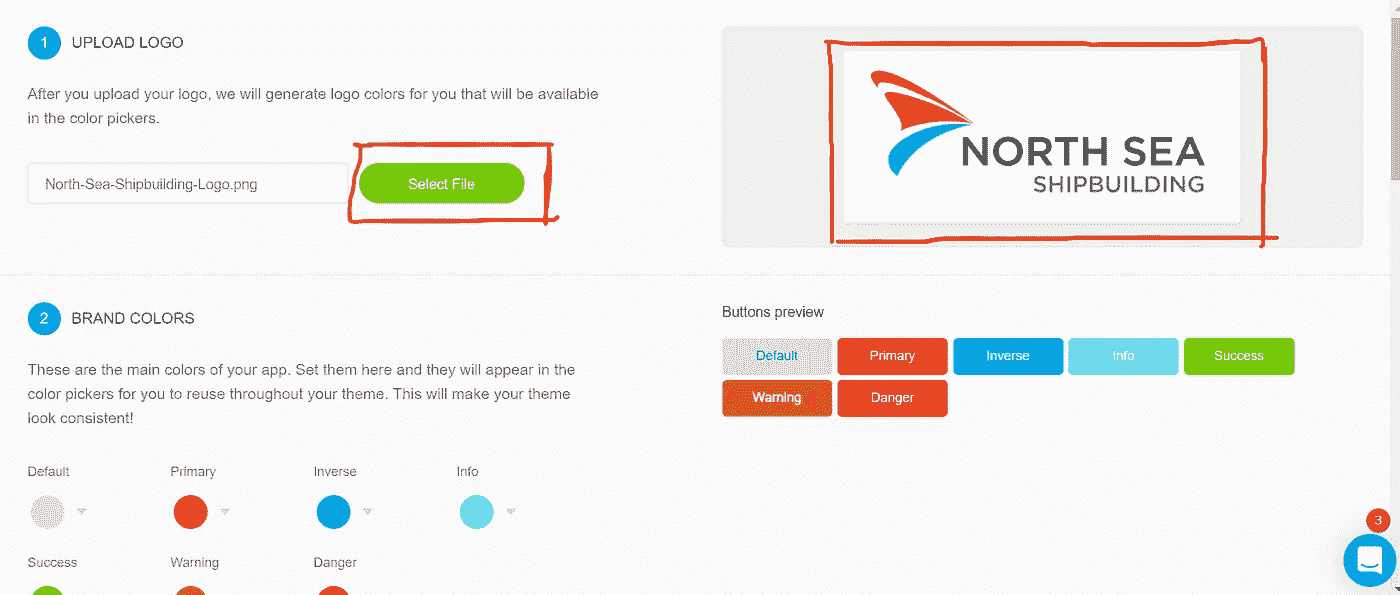 1 UPLOAD LOGO
After you upload your logo, we will generate logo colors for you that will be available
in the color pickers.
North-Sea-Shipbuilding-Logo.png
Select File
NORTH SEA
SHIPBUILDING
2 BRAND COLORS
These are the main colors of your app. Set them here and they will appear in the
color pickers for you to reuse throughout your theme. This will make your theme
look consistent!
Default Primary Inverse Info
Success Warning Danger
Buttons preview
Default Primary Inverse Info Success
Warning Danger
3